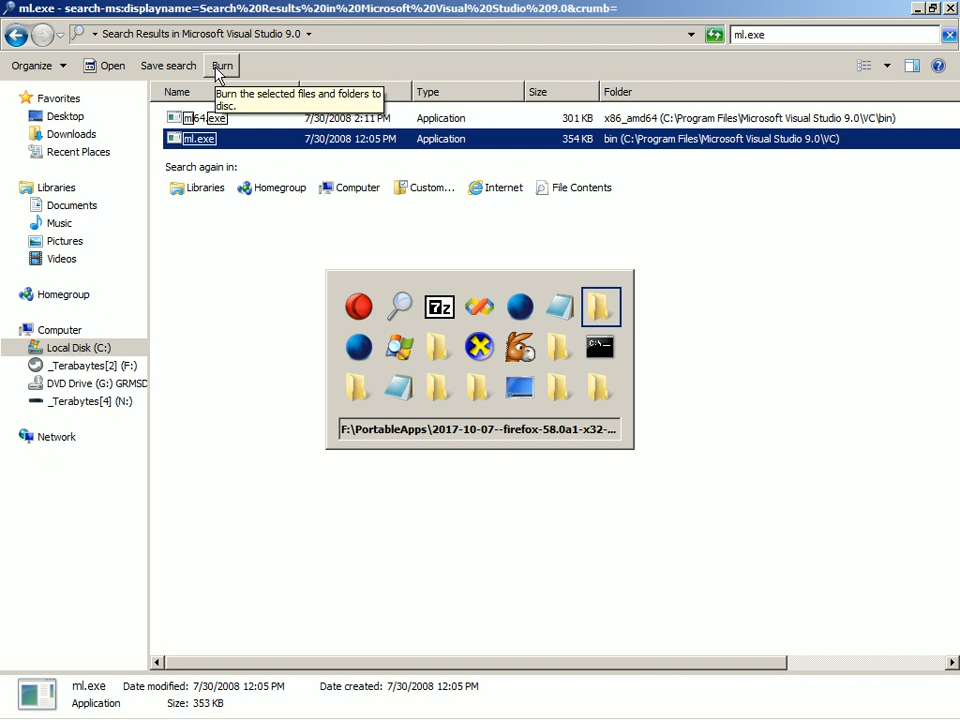 ml.exe - search-ms:displayname=Search%20Results%20in%20Microsoft%20Visual%20Studio%209.0&crumb=
Search Results in Microsoft Visual Studio 9.0
ml.exe
Organize
Open
Save search
Burn
Burn the selected files and folders to
disc.
Name
Type
Size
Folder
ml64.exe
7/30/2008 2:11 PM
Application
301 KB
x86_amd64 (C:\Program Files\Microsoft Visual Studio 9.0\VC\bin)
ml.exe
7/30/2008 12:05 PM
Application
354 KB
bin (C:\Program Files\Microsoft Visual Studio 9.0\VC)
Search again in:
Libraries
Homegroup
Computer
Custom...
Internet
File Contents
Favorites
Desktop
Downloads
Recent Places
Libraries
Documents
Music
Pictures
Videos
Homegroup
Computer
Local Disk (C:)
_Terabaytes[2] (F:)
DVD Drive (G:) GRMSD
_Terabytes[4] (N:)
Network
7z
C:\_
F:\PortableApps\2017-10-07--firefox-58.0a1-x32-...
ml.exe
Date modified: 7/30/2008 12:05 PM
Date created: 7/30/2008 12:05 PM
Application
Size: 353 KB